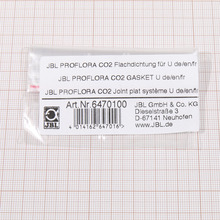 JBL PROFLORA CO2 Flachdichtung für U de/en/fr
JBL PROFLORA CO2 GASKET U de/en/fr
JBL PROFLORA CO2 Joint plat système U de/en/fr
Art.Nr. 6470100
JBL GmbH & Co. KG
Dieselstraße 3
D-67141 Neuhofen
www.JBL.de
JBL
4 014162 647016 >